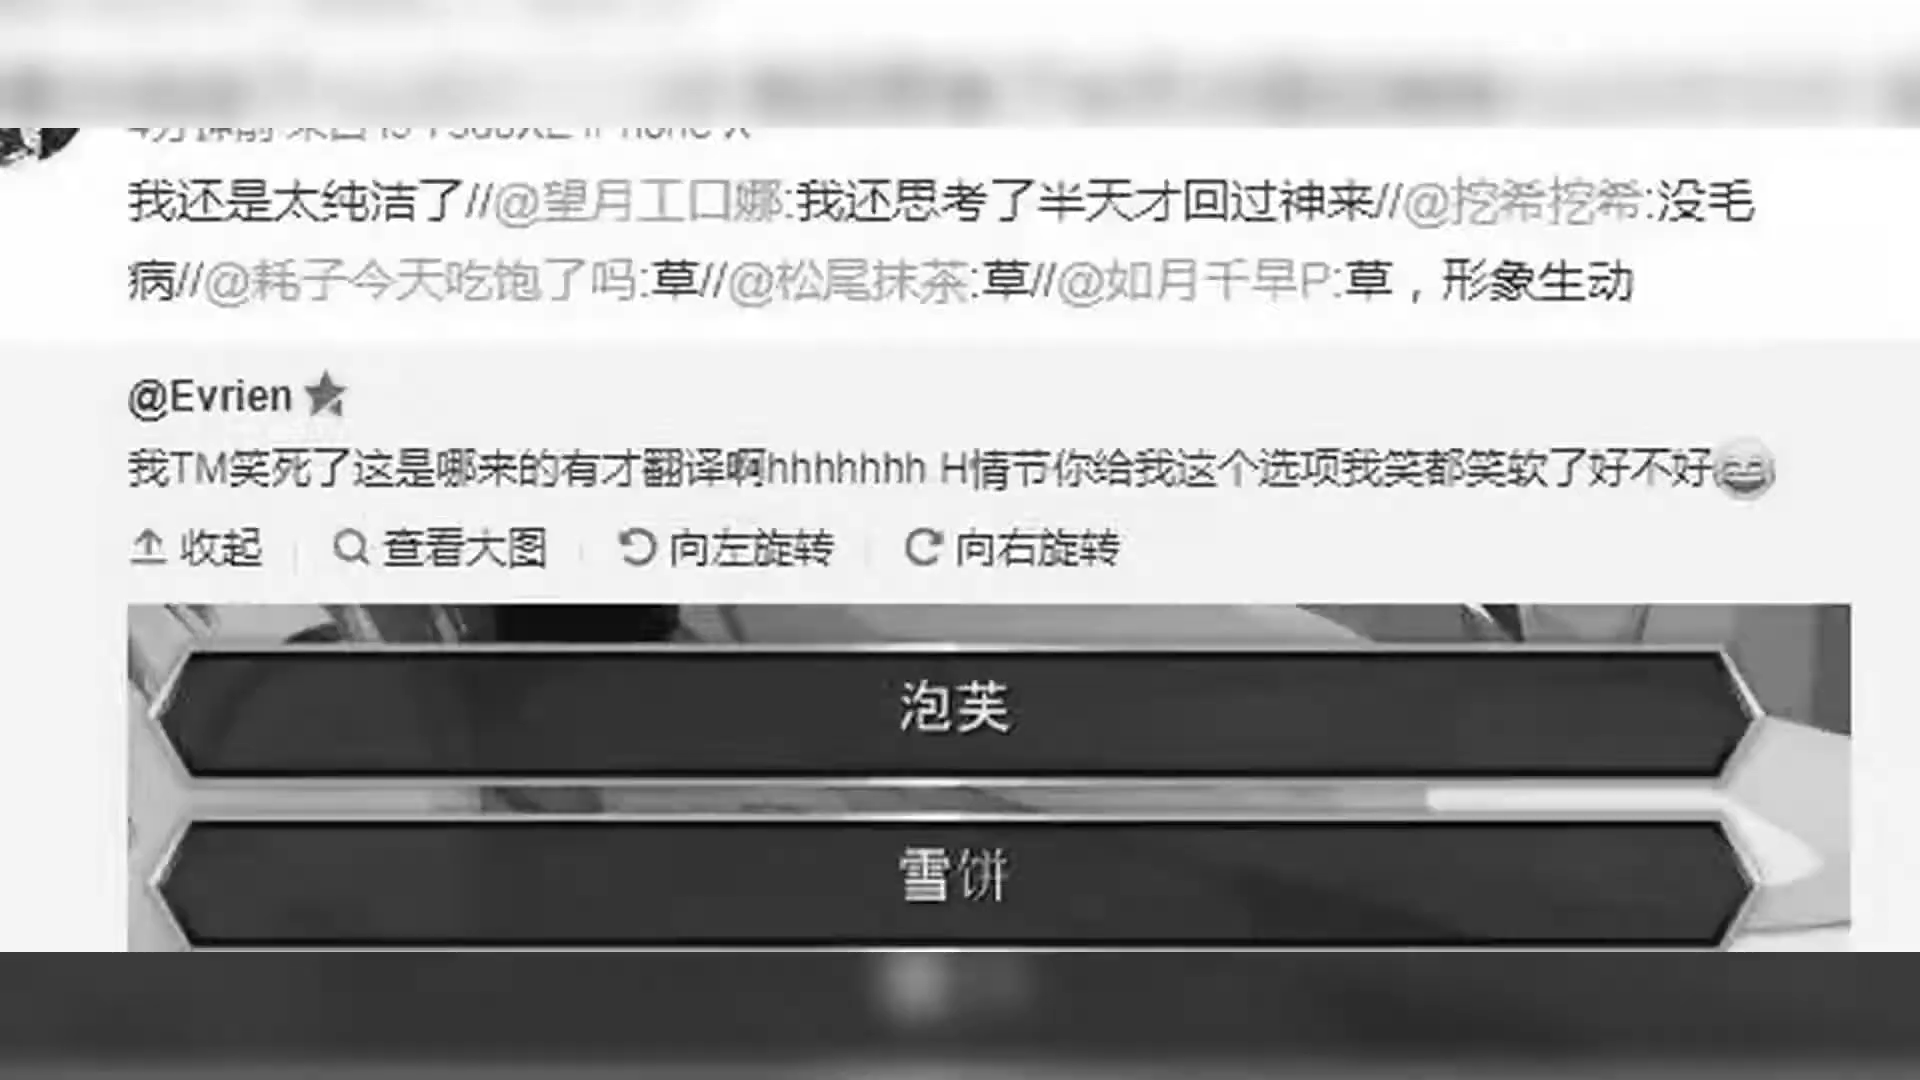 我还是太纯洁了//@望月工口娜:我还思考了半天才回过神来//@挖希挖希:没毛
病//@耗子今天吃饱了吗:草//@松尾抹茶:草//@如月千早P:草，形象生动
@Evrien
我TM笑死了这是哪来的有才翻译啊hhhhhhh H情节你给我这个选项我笑都笑软了好不好
收起 查看大图 向左旋转 向右旋转
泡芙
雪饼